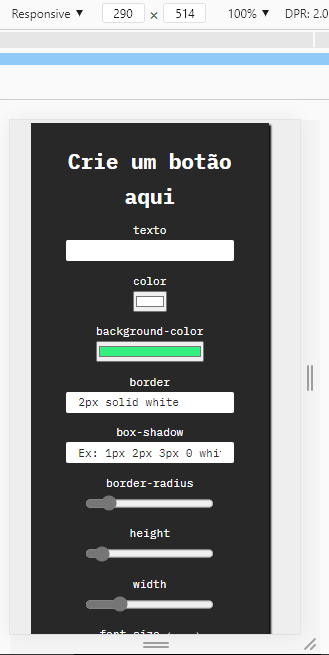 Responsive ▼ 290 × 514 100% ▼ DPR: 2.0
Crie um botão
aqui
texto
color
background-color
border
2px solid white
box-shadow
Ex: 1px 2px 3px 0 whi
border-radius
height
width